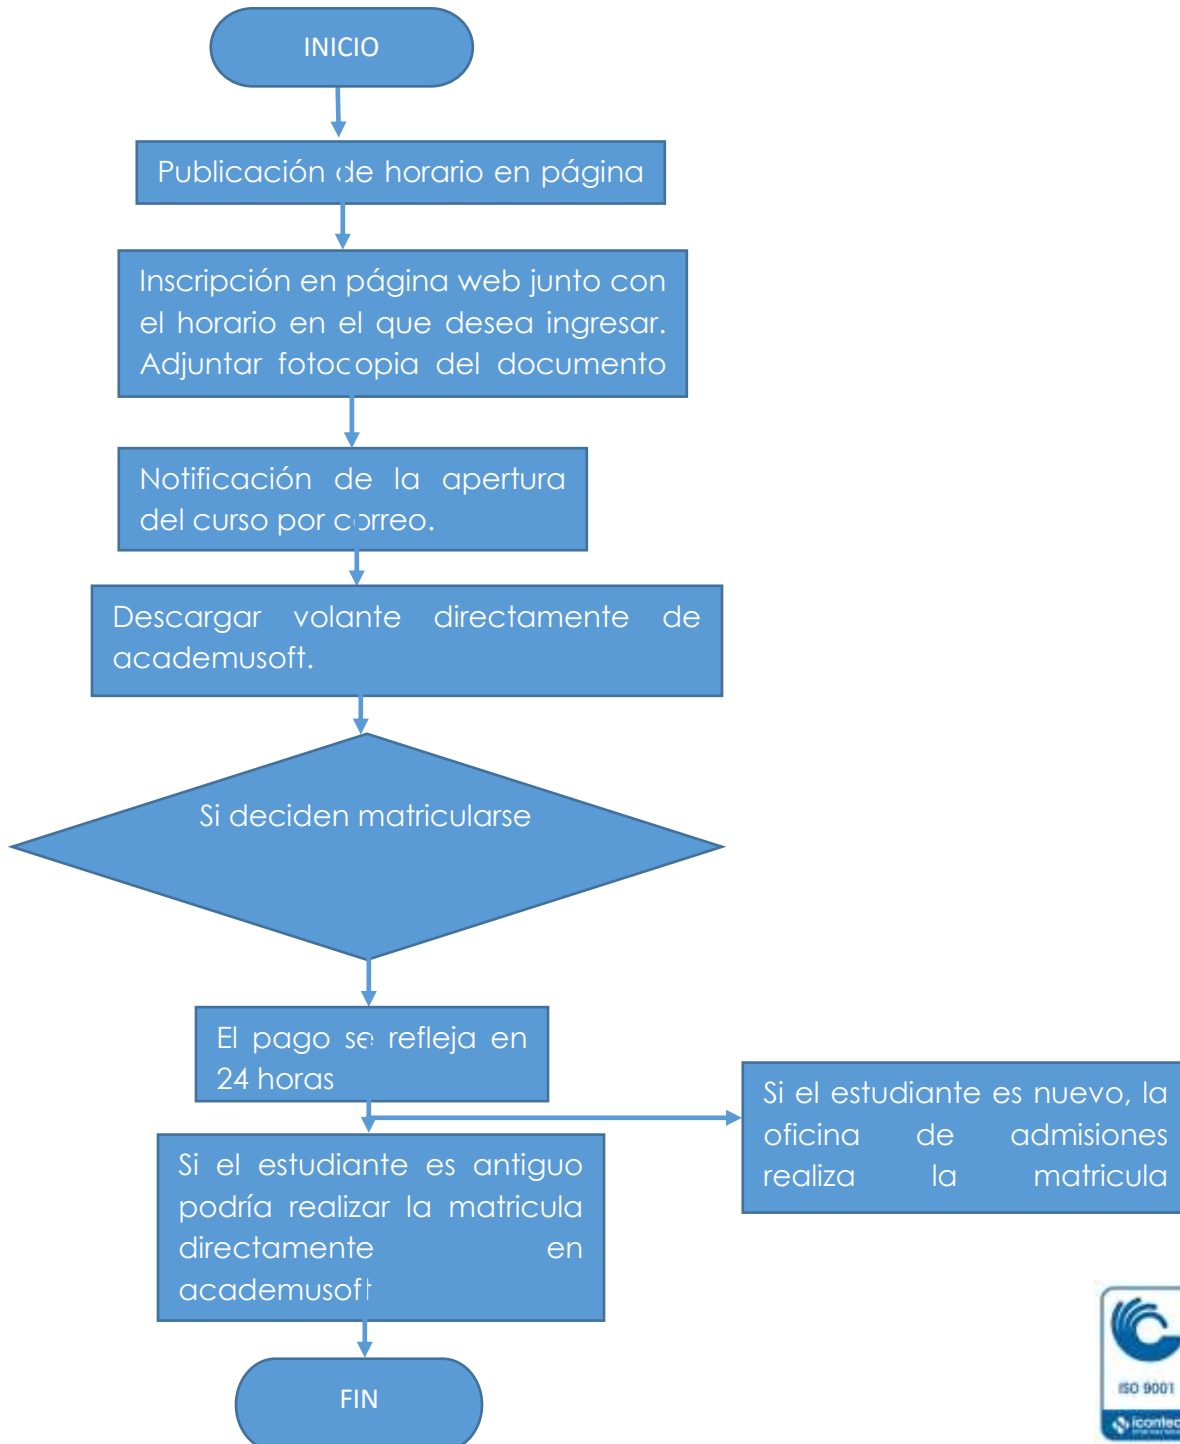 INICIO
Publicación de horario en página
Inscripción en página web junto con
el horario en el que desea ingresar.
Adjuntar fotocopia del documento
Notificación de la apertura
del curso por correo.
Descargar volante directamente de
academusoft.
Si deciden matricularse
El pago se refleja en
24 horas
Si el estudiante es nuevo, la
oficina de admisiones
realiza la matricula
Si el estudiante es antiguo
podría realizar la matricula
directamente en
academusoft
FIN
ISO 9001
icontec